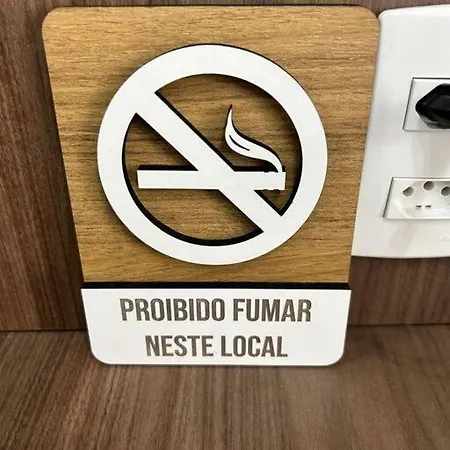 PROIBIDO FUMAR
NESTE LOCAL